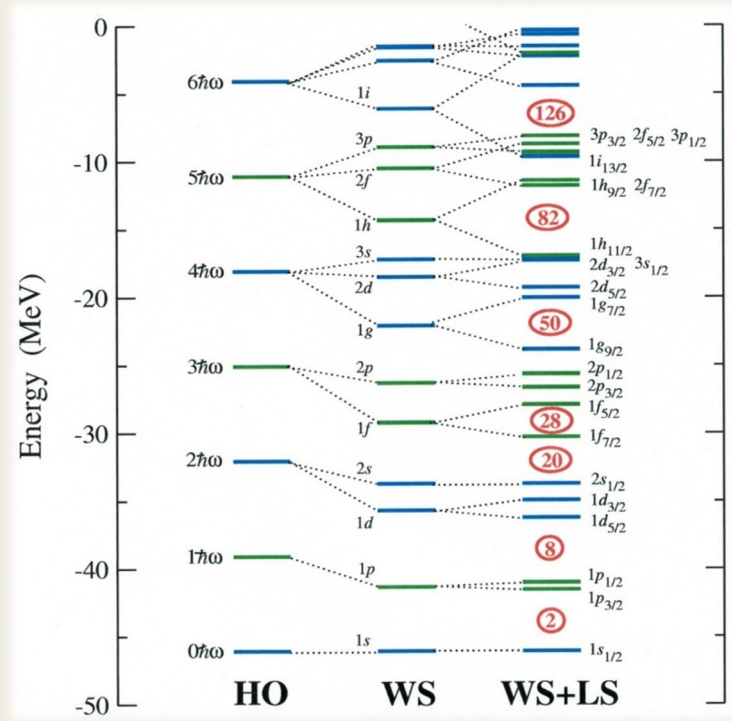 0
6ħω
1i
126
3p
3p3/2 2f5/2 3p1/2
-10
5ħω
2f
1i13/2
1h9/2 2f7/2
1h
82
3s
1h11/2
4ħω
2d3/2 3s1/2
2d
2d5/2
-20
1g7/2
1g
50
1g9/2
3ħω
2p
2p1/2
2p3/2
1f5/2
1f
28
-30
1f7/2
2ħω
20
2s
2s1/2
1d3/2
1d
1d5/2
1ħω
8
-40
1p
1p1/2
1p3/2
2
0ħω
1s
1s1/2
-50
HO WS WS+LS
Energy (MeV)